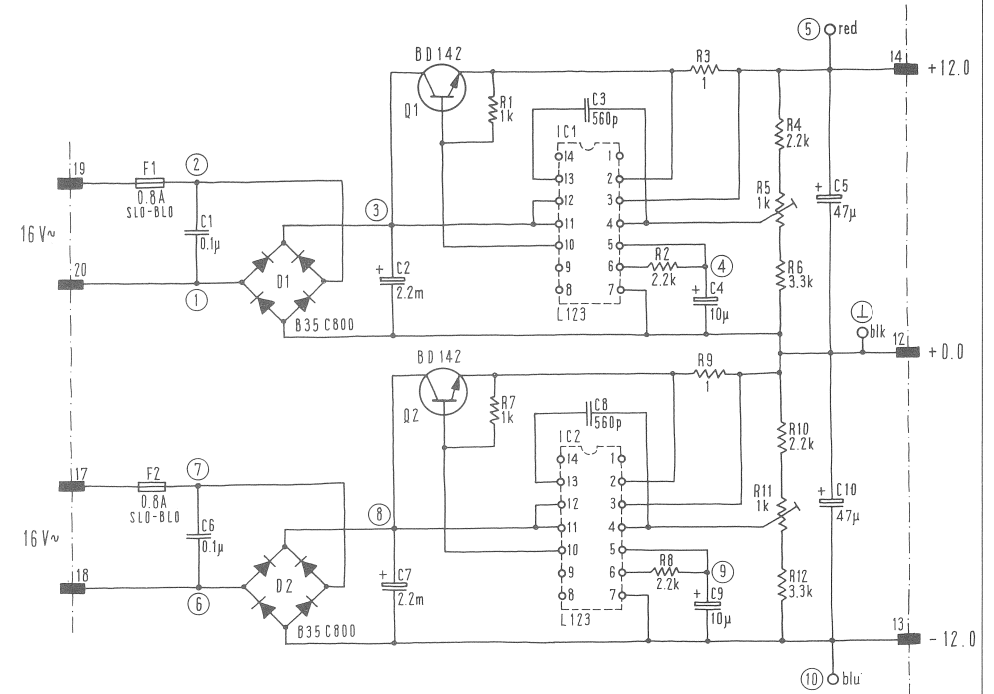 5 red
BD142
R3
1
14
+12.0
Q1
R1
1k
C3
560p
IC1
R4
2.2k
14 1
13 2
12 3
11 4
10 5
9 6
8 7
L123
R5
1k
+ C5
47µ
19
F1
0.8A
SLO-BLO
2
C1
0.1µ
16V~
20
1
D1
B35 C800
3
+ C2
2.2m
R2
2.2k
4
+ C4
10µ
R6
3.3k
⊥
blk
12
+0.0
BD142
R9
1
Q2
R7
1k
C8
560p
IC2
R10
2.2k
14 1
13 2
12 3
11 4
10 5
9 6
8 7
L123
R11
1k
+ C10
47µ
17
F2
0.8A
SLO-BLO
7
C6
0.1µ
16V~
18
6
D2
B35 C800
8
+ C7
2.2m
R8
2.2k
9
+ C9
10µ
R12
3.3k
13
-12.0
10 blu